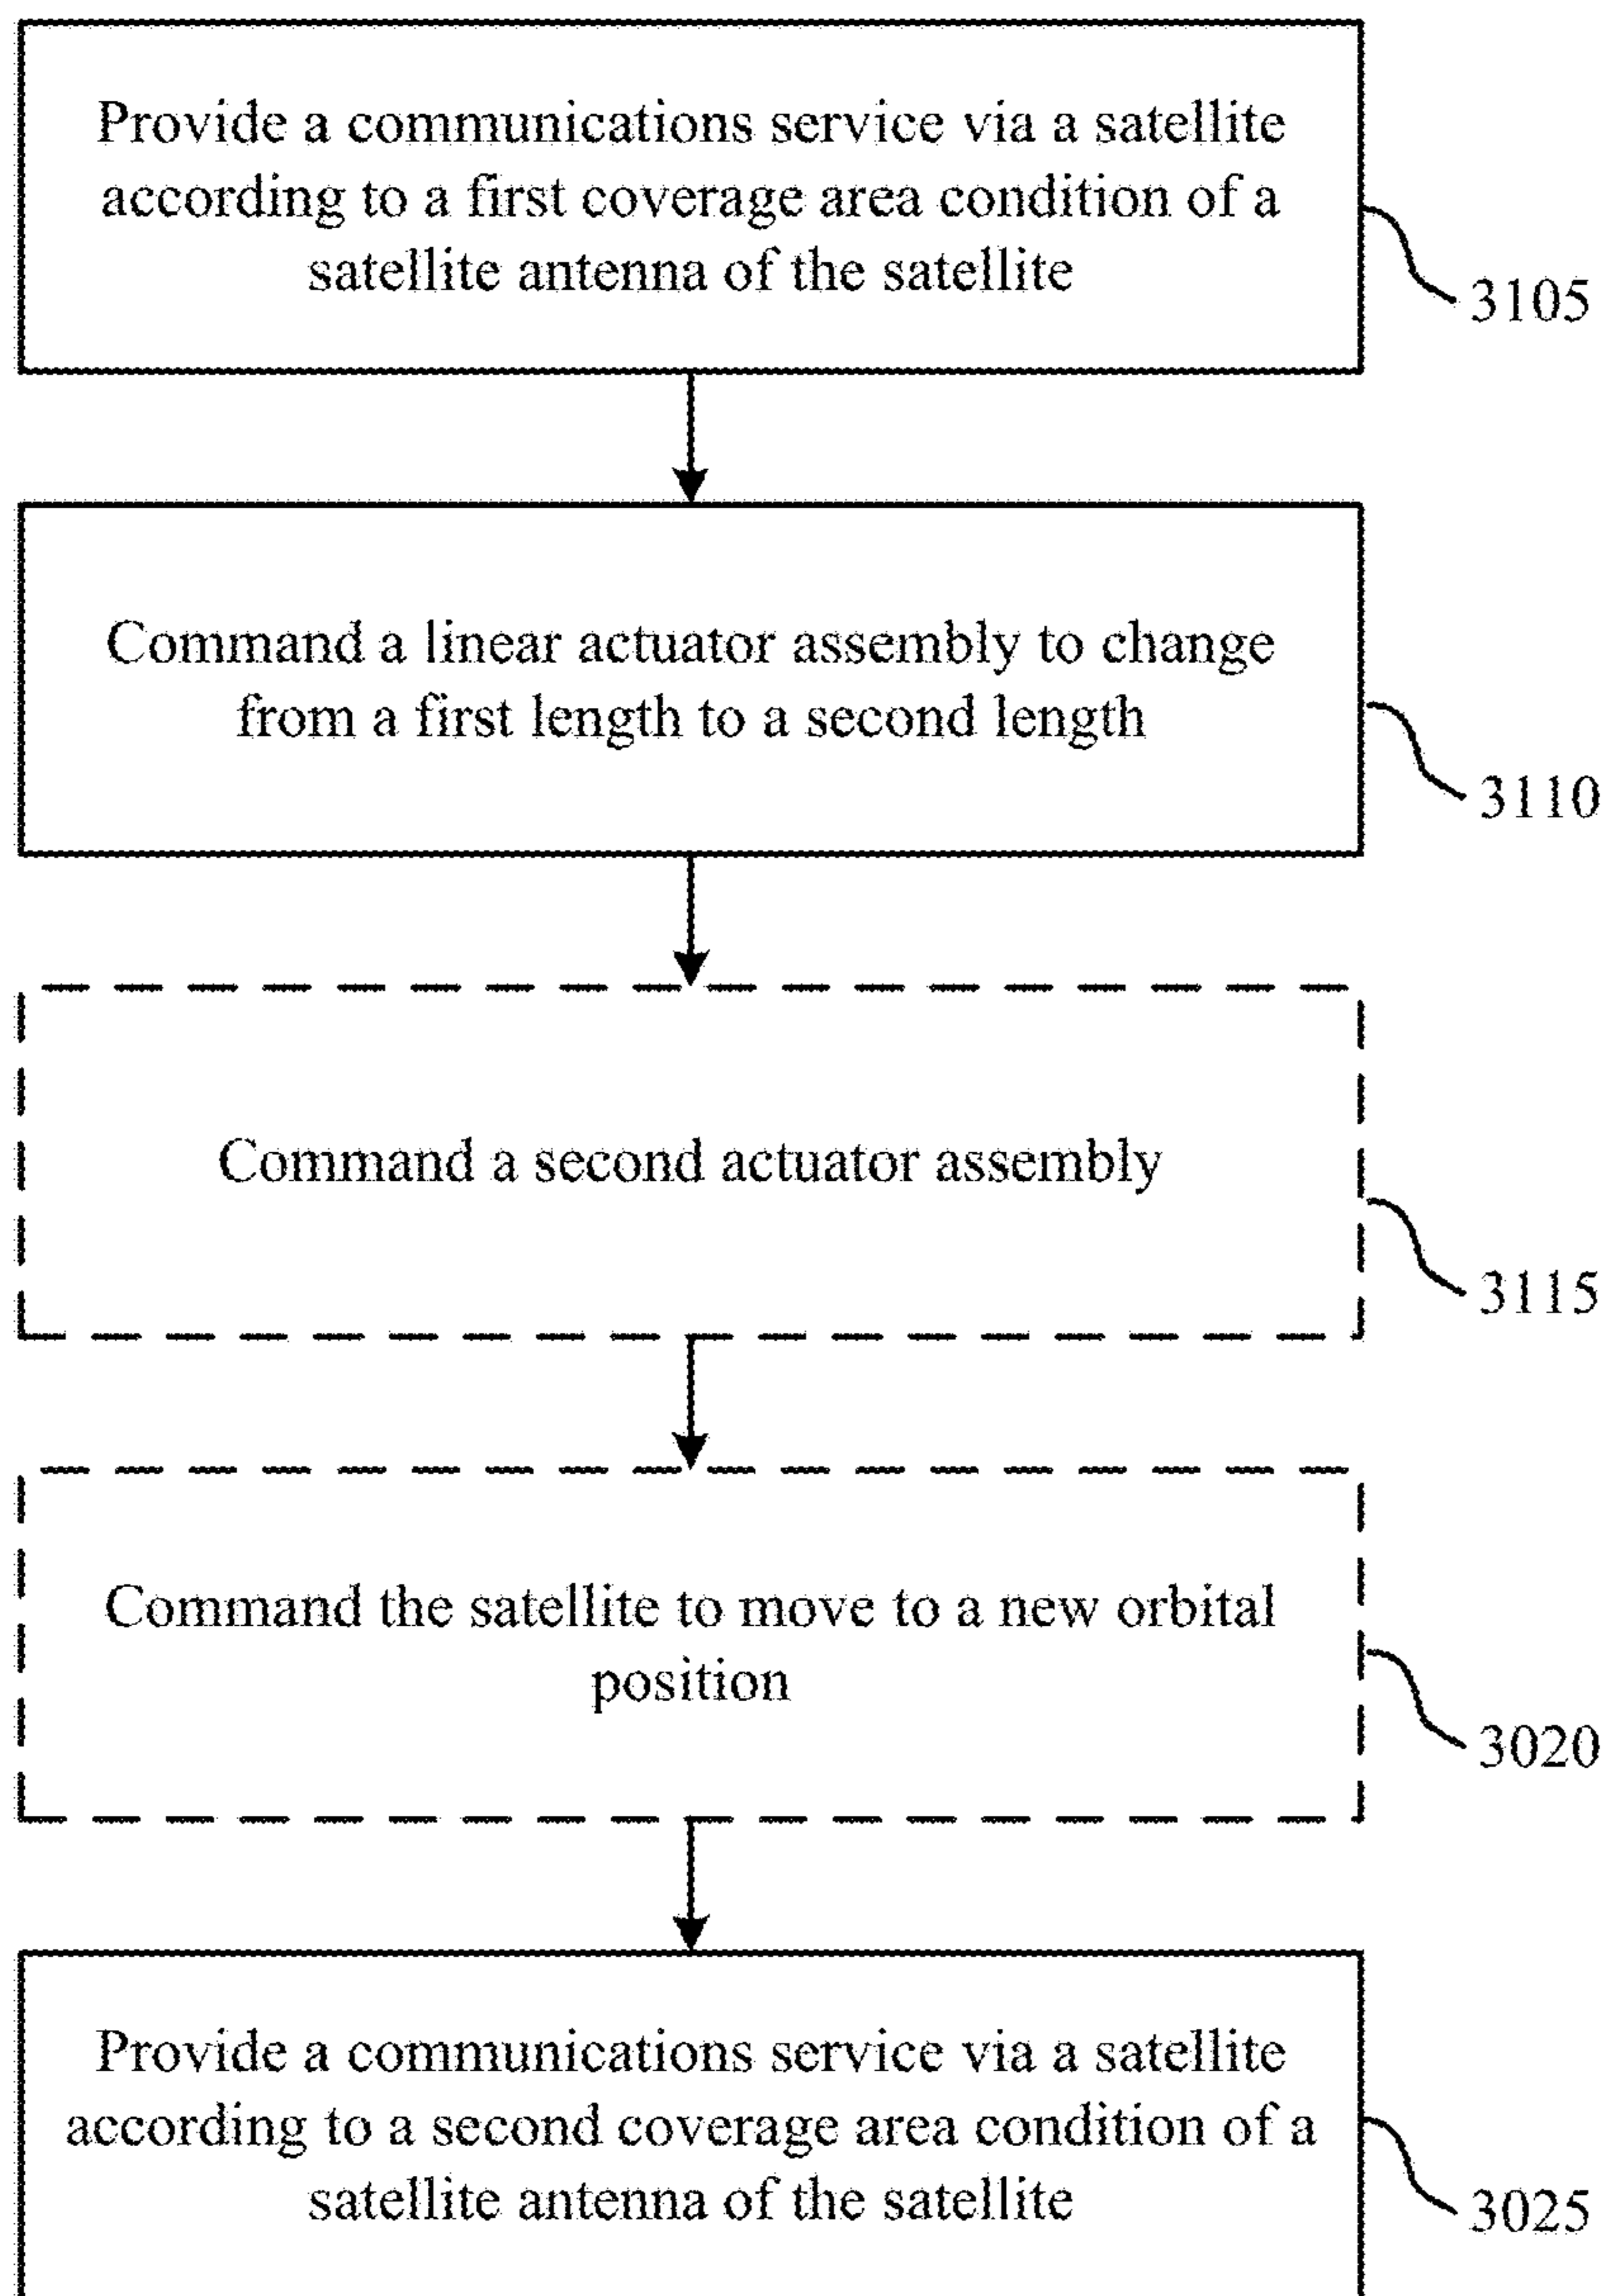 Provide a communications service via a satellite
according to a first coverage area condition of a
satellite antenna of the satellite
3105
Command a linear actuator assembly to change
from a first length to a second length
3110
Command a second actuator assembly
3115
Command the satellite to move to a new orbital
position
3020
Provide a communications service via a satellite
according to a second coverage area condition of a
satellite antenna of the satellite
3025